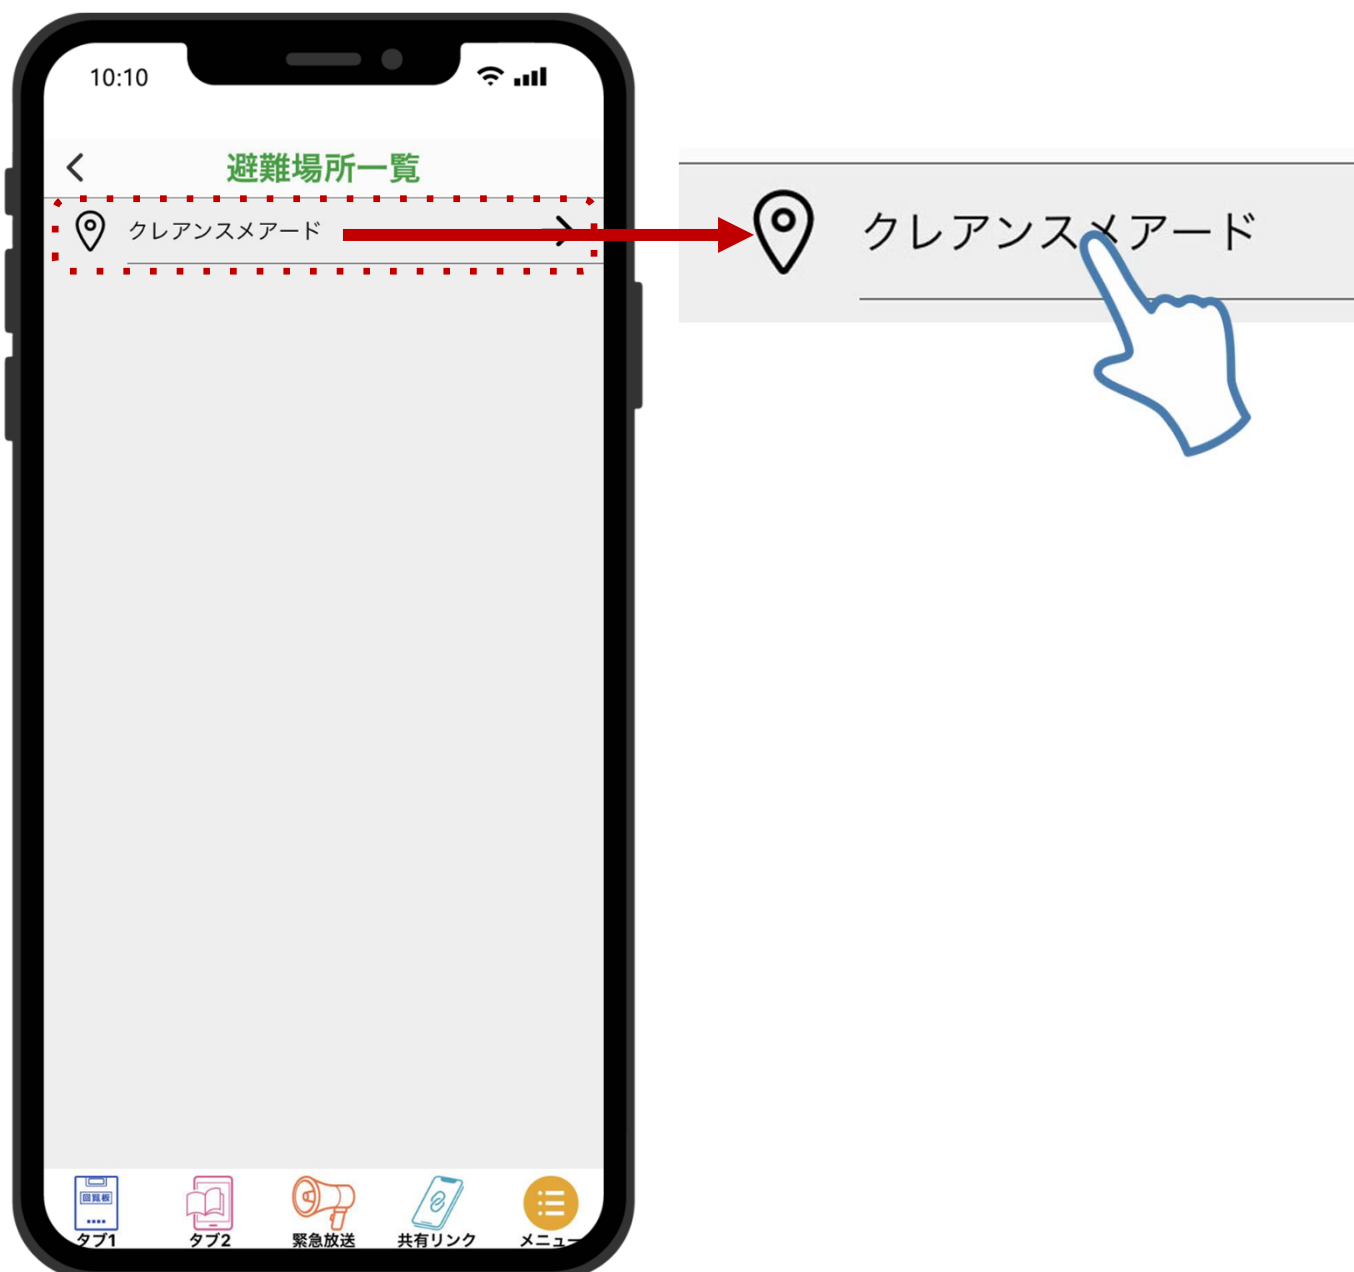 10:10
避難場所一覧
クレアンスメアード
クレアンスメアード
回覧板
タブ1
タブ2
緊急放送
共有リンク
メニュー